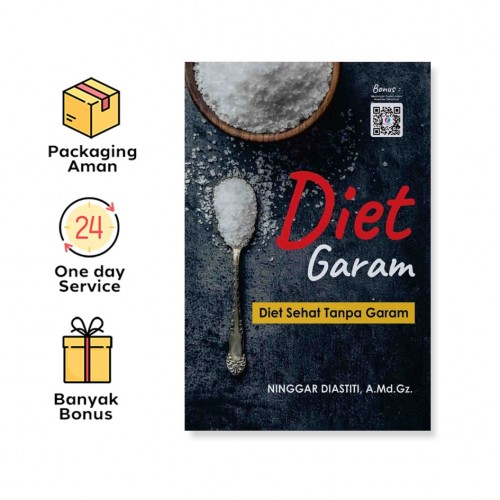 Packaging
Aman
24
One day
Service
Banyak
Bonus
Bonus :
Diet
Garam
Diet Sehat Tanpa Garam
NINGGAR DIASTITI, A.Md.Gz.